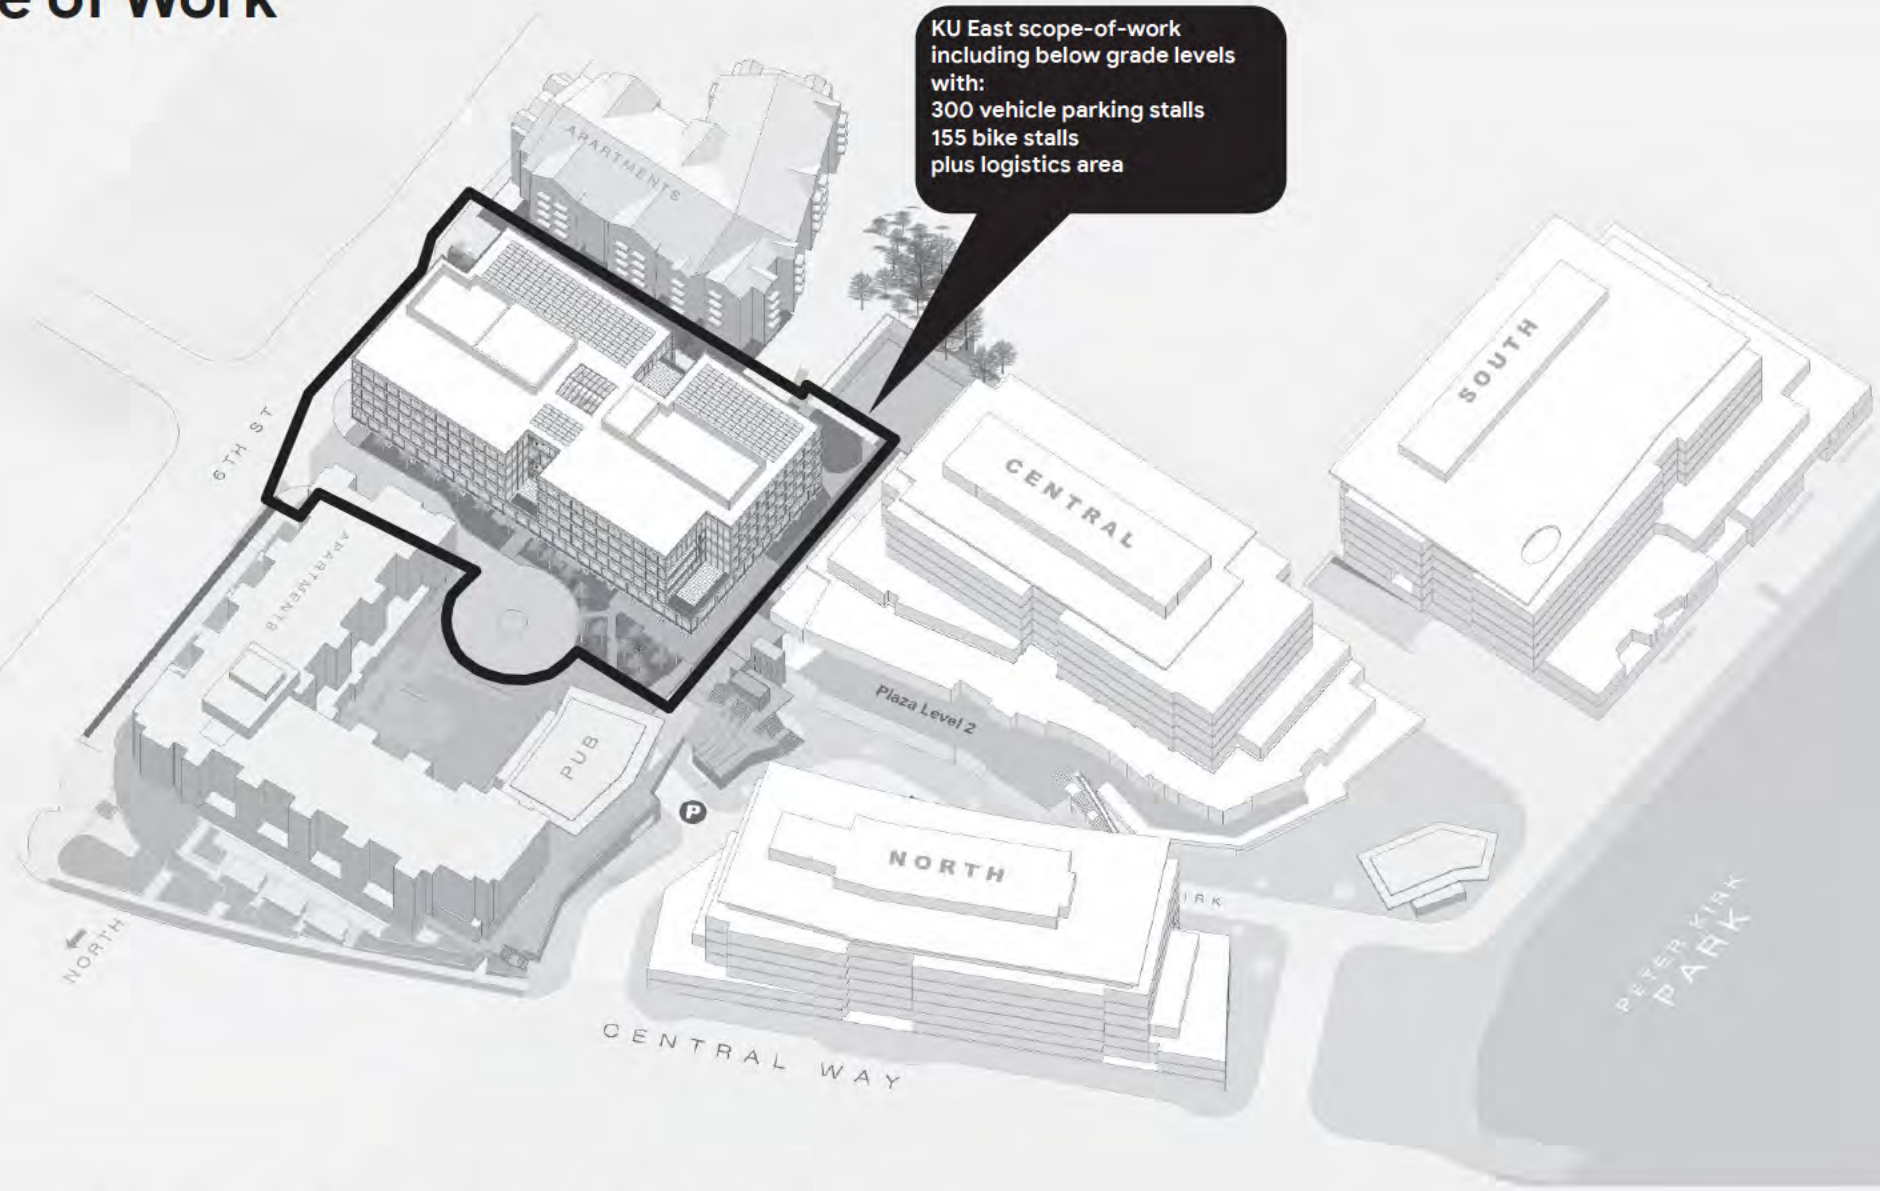 e of Work
KU East scope-of-work
including below grade levels
with:
300 vehicle parking stalls
155 bike stalls
plus logistics area
APARTMENTS
SOUTH
6TH ST
CENTRAL
APARTMENTS
Plaza Level 2
PUB
P
NORTH
IRK
PETER KIRK
PARK
NORTH
CENTRAL WAY